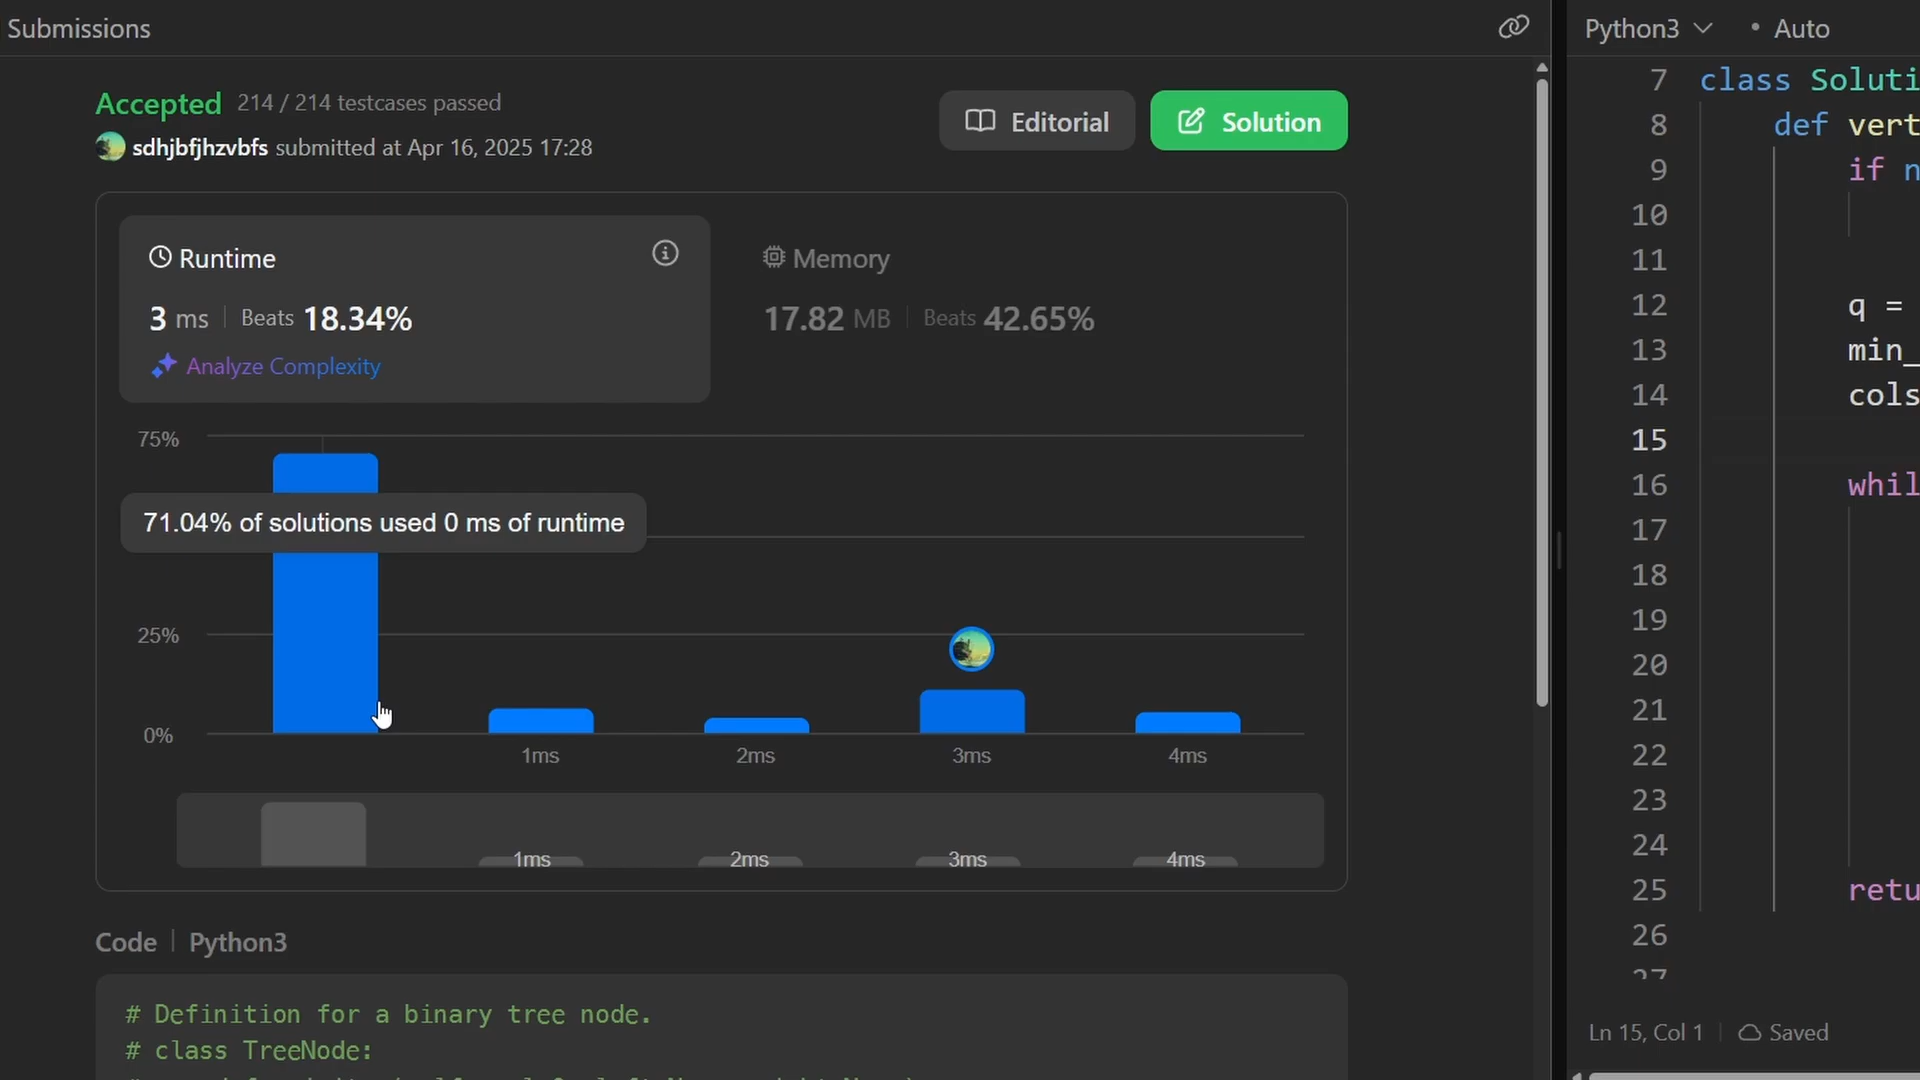 Submissions
Accepted 214 / 214 testcases passed
sdhjbfjhzvbfs submitted at Apr 16, 2025 17:28
Editorial
Solution
Runtime
3 ms | Beats 18.34%
Analyze Complexity
Memory
17.82 MB | Beats 42.65%
75%
71.04% of solutions used 0 ms of runtime
25%
0%
1ms 2ms 3ms 4ms
1ms 2ms 3ms 4ms
Code | Python3
# Definition for a binary tree node.
# class TreeNode:
Python3 • Auto
7 class Soluti
8 def vert
9 if n
10
11
12 q =
13 min_
14 cols
15
16 whil
17
18
19
20
21
22
23
24
25 retu
26
27
Ln 15, Col 1 | Saved